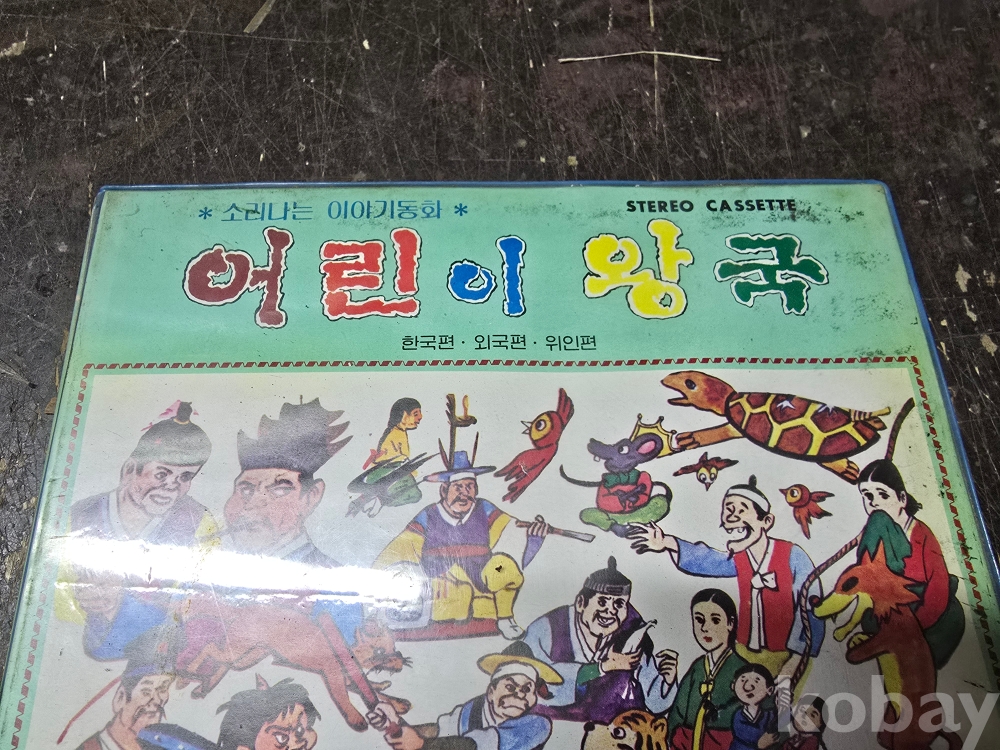 * 소리나는 이야기동화 *
STEREO CASSETTE
어린이 왕국
한국편 · 외국편 · 위인편
kobay